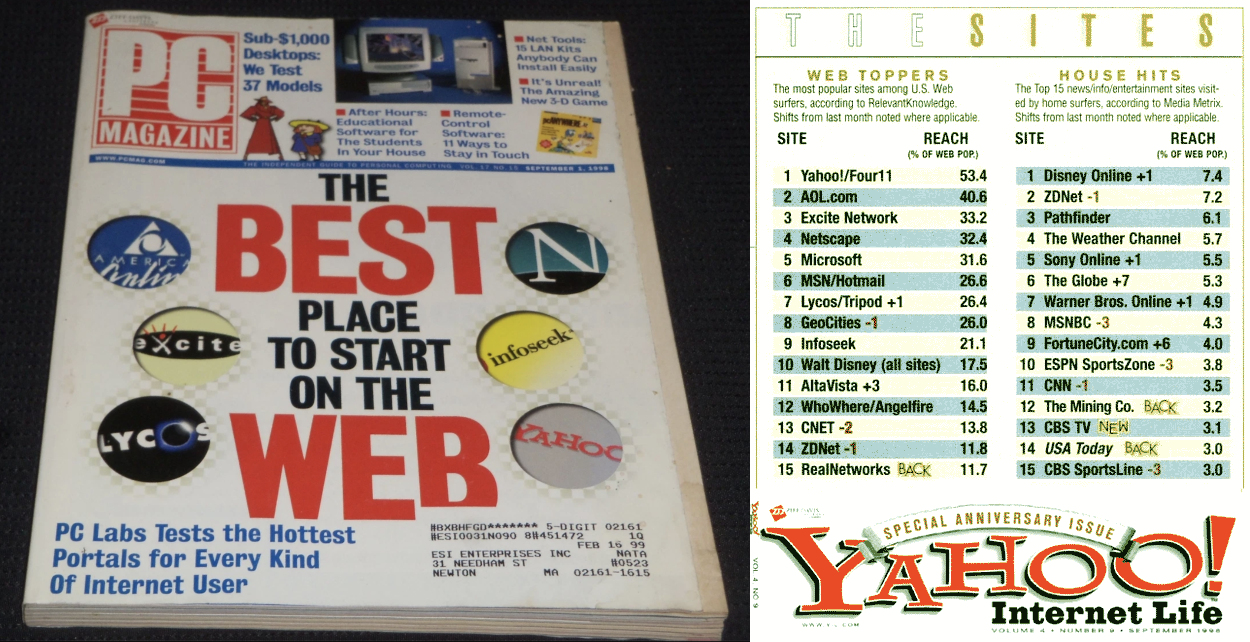 PC
MAGAZINE
WWW.PCMAG.COM
Sub-$1,000
Desktops:
We Test
37 Models
Net Tools:
15 LAN Kits
Anybody Can
Install Easily
It's Unreal!
The Amazing
New 3-D Game
After Hours:
Educational
Software for
The Students
In Your House
Remote-
Control
Software:
11 Ways to
Stay in Touch
THE INDEPENDENT GUIDE TO PERSONAL COMPUTING VOL. 17 NO. 15 SEPTEMBER 1, 1998
THE
BEST
PLACE
TO START
ON THE
WEB
AMERICA
Online
N
excite
infoseek
LYCOS
YAHOO
PC Labs Tests the Hottest
Portals for Every Kind
Of Internet User
#BXBHFGD******* 5-DIGIT 02161
#ESI0031N090 8#451472 1Q
FEB 16 99
ESI ENTERPRISES INC NATA
31 NEEDHAM ST #0523
NEWTON MA 02161-1615
THE SITES
WEB TOPPERS
The most popular sites among U.S. Web
surfers, according to RelevantKnowledge.
Shifts from last month noted where applicable.
SITE REACH
(% OF WEB POP.)
1 Yahoo!/Four11 53.4
2 AOL.com 40.6
3 Excite Network 33.2
4 Netscape 32.4
5 Microsoft 31.6
6 MSN/Hotmail 26.6
7 Lycos/Tripod +1 26.4
8 GeoCities -1 26.0
9 Infoseek 21.1
10 Walt Disney (all sites) 17.5
11 AltaVista +3 16.0
12 WhoWhere/Angelfire 14.5
13 CNET -2 13.8
14 ZDNet -1 11.8
15 RealNetworks BACK 11.7
HOUSE HITS
The Top 15 news/info/entertainment sites visit-
ed by home surfers, according to Media Metrix.
Shifts from last month noted where applicable.
SITE REACH
(% OF WEB POP.)
1 Disney Online +1 7.4
2 ZDNet -1 7.2
3 Pathfinder 6.1
4 The Weather Channel 5.7
5 Sony Online +1 5.5
6 The Globe +7 5.3
7 Warner Bros. Online +1 4.9
8 MSNBC -3 4.3
9 FortuneCity.com +6 4.0
10 ESPN SportsZone -3 3.8
11 CNN -1 3.5
12 The Mining Co. BACK 3.2
13 CBS TV NEW 3.1
14 USA Today BACK 3.0
15 CBS SportsLine -3 3.0
SPECIAL ANNIVERSARY ISSUE
YAHOO!
Internet Life
VOLUME 4 • NUMBER 9 • SEPTEMBER 1998
VOL. 4 NO 9